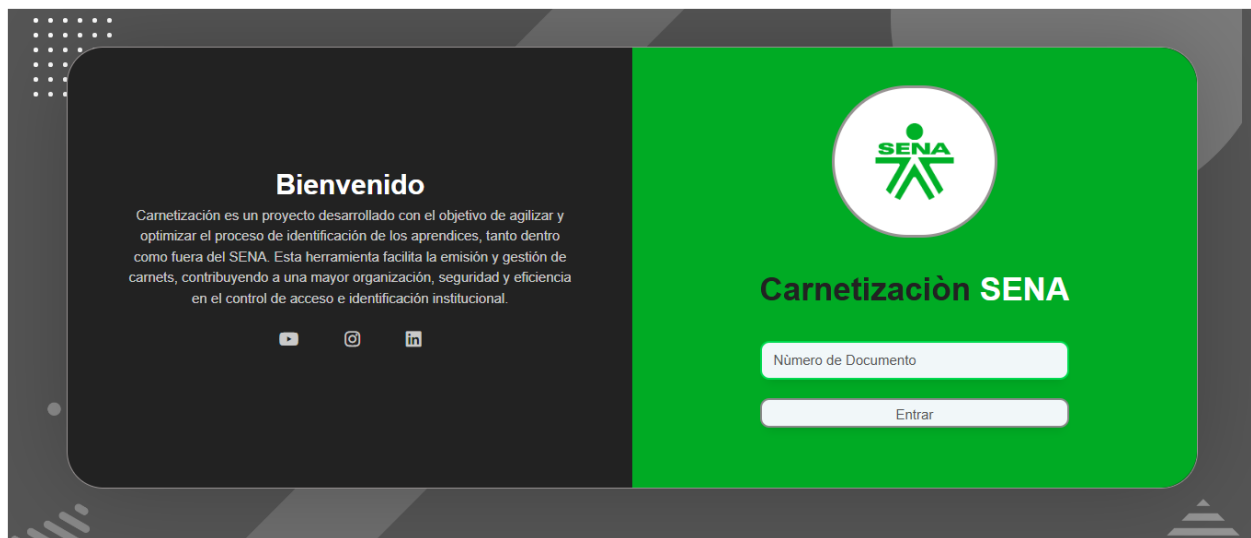 Bienvenido
Carnetización es un proyecto desarrollado con el objetivo de agilizar y
optimizar el proceso de identificación de los aprendices, tanto dentro
como fuera del SENA. Esta herramienta facilita la emisión y gestión de
carnets, contribuyendo a una mayor organización, seguridad y eficiencia
en el control de acceso e identificación institucional.
in
SENA
Carnetizaciòn SENA
Nùmero de Documento
Entrar